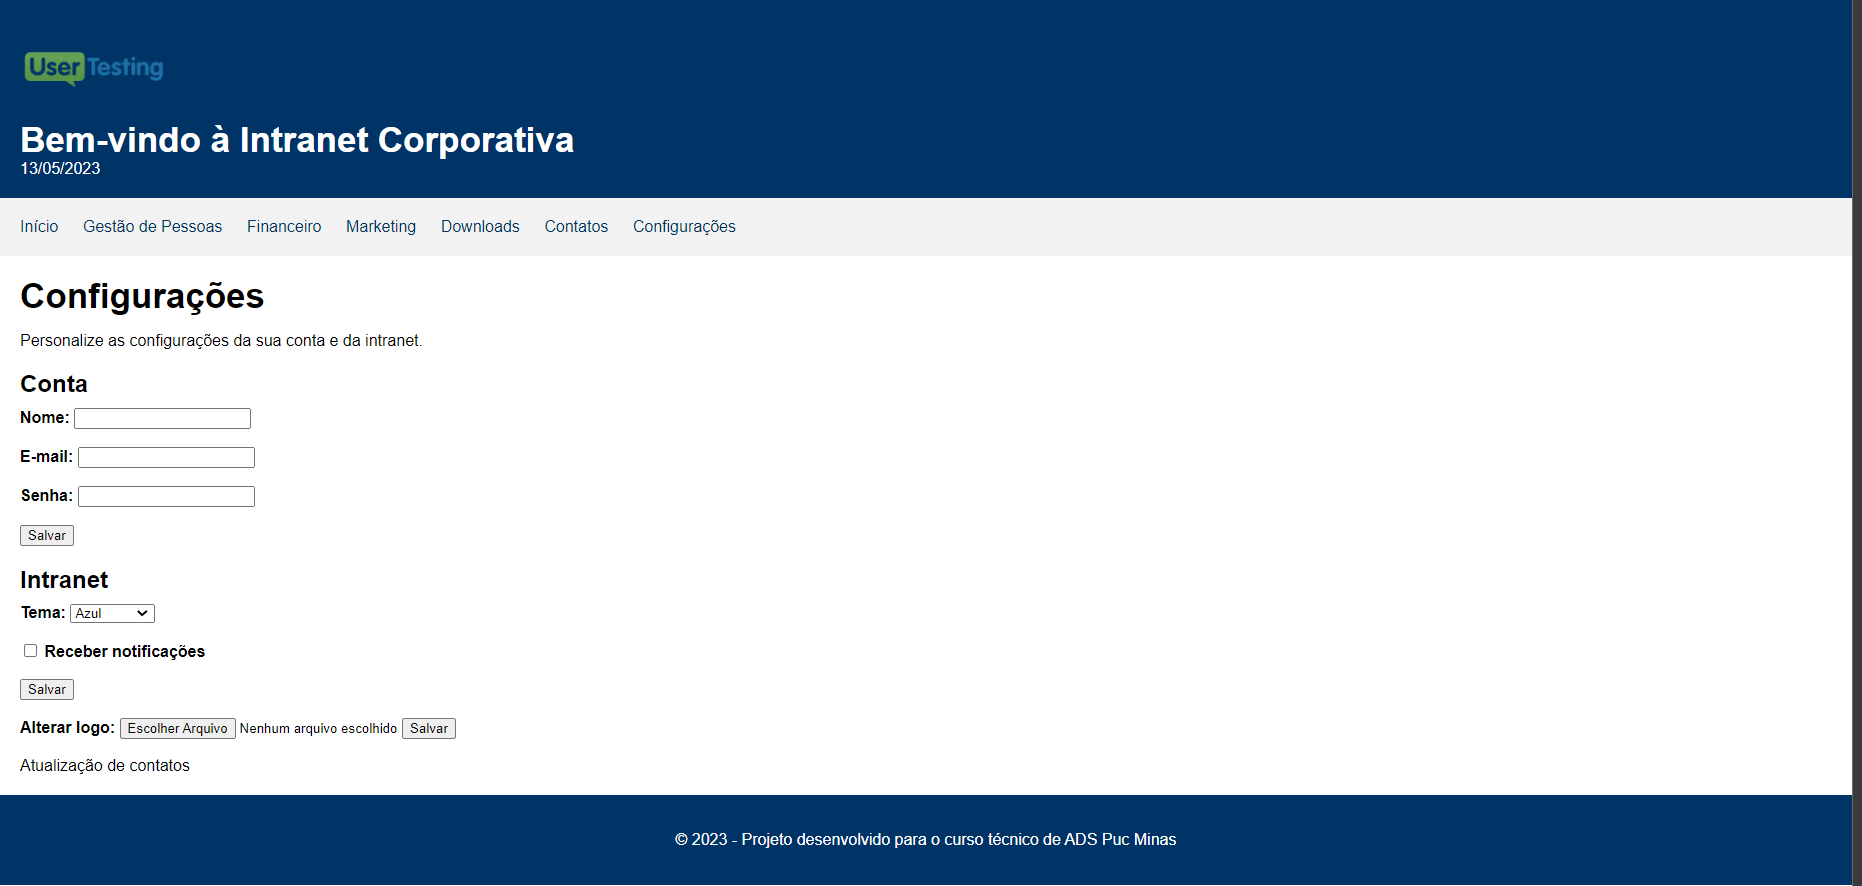 User Testing
Bem-vindo à Intranet Corporativa
13/05/2023
Início Gestão de Pessoas Financeiro Marketing Downloads Contatos Configurações
Configurações
Personalize as configurações da sua conta e da intranet.
Conta
Nome:
E-mail:
Senha:
Salvar
Intranet
Tema: Azul
Receber notificações
Salvar
Alterar logo: Escolher Arquivo Nenhum arquivo escolhido Salvar
Atualização de contatos
© 2023 - Projeto desenvolvido para o curso técnico de ADS Puc Minas